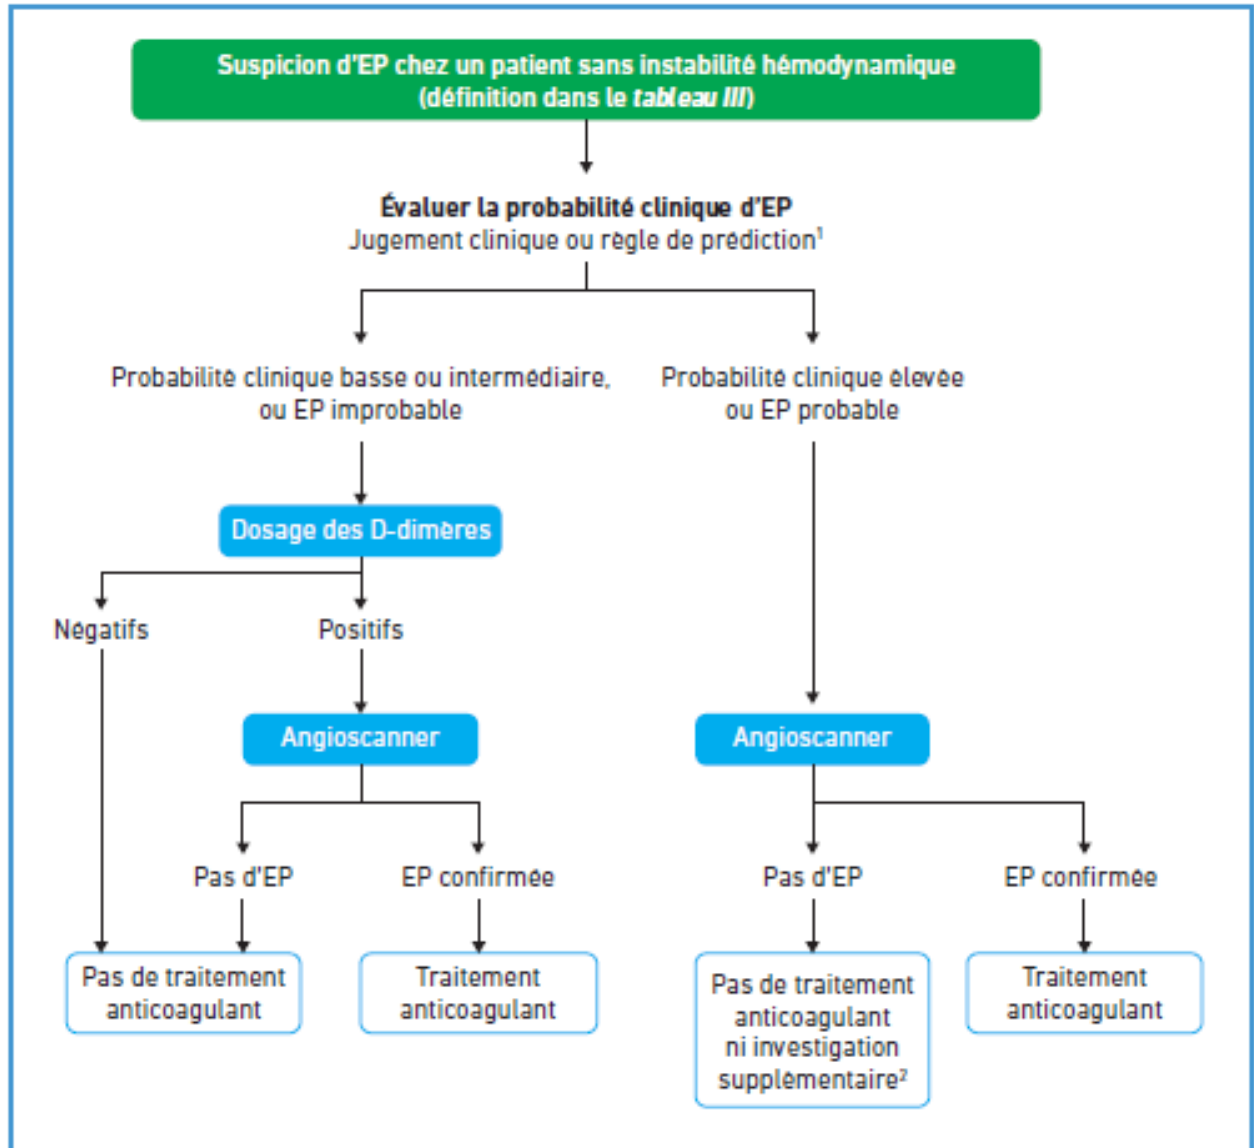 Suspicion d'EP chez un patient sans instabilité hémodynamique
(définition dans le tableau III)
Évaluer la probabilité clinique d'EP
Jugement clinique ou règle de prédiction¹
Probabilité clinique basse ou intermédiaire,
ou EP improbable
Probabilité clinique élevée
ou EP probable
Dosage des D-dimères
Négatifs
Positifs
Angioscanner
Angioscanner
Pas d'EP
EP confirmée
Pas d'EP
EP confirmée
Pas de traitement
anticoagulant
Traitement
anticoagulant
Pas de traitement
anticoagulant
ni investigation
supplémentaire²
Traitement
anticoagulant